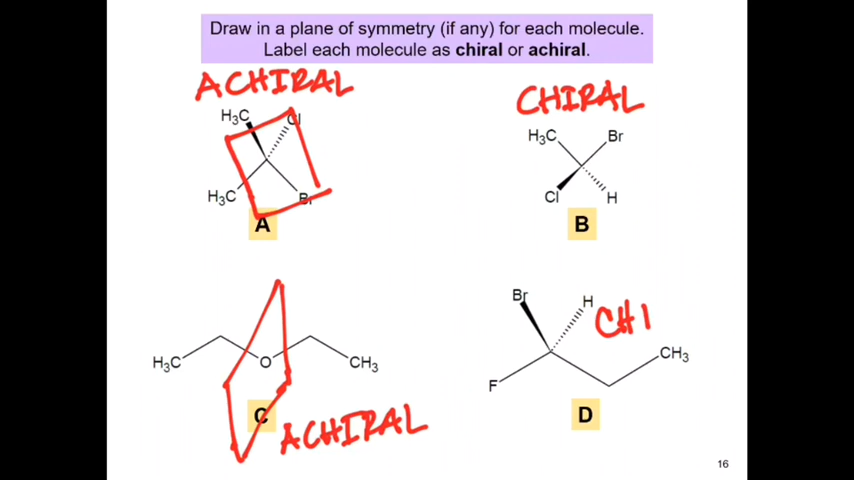 Draw in a plane of symmetry (if any) for each molecule.
Label each molecule as chiral or achiral.
ACHIRAL
CHIRAL
H₃C
Cl
H₃C
Br
A
H₃C
Br
Cl
H
B
H₃C
O
CH₃
C
ACHIRAL
Br
H
CHI
F
CH₃
D
16